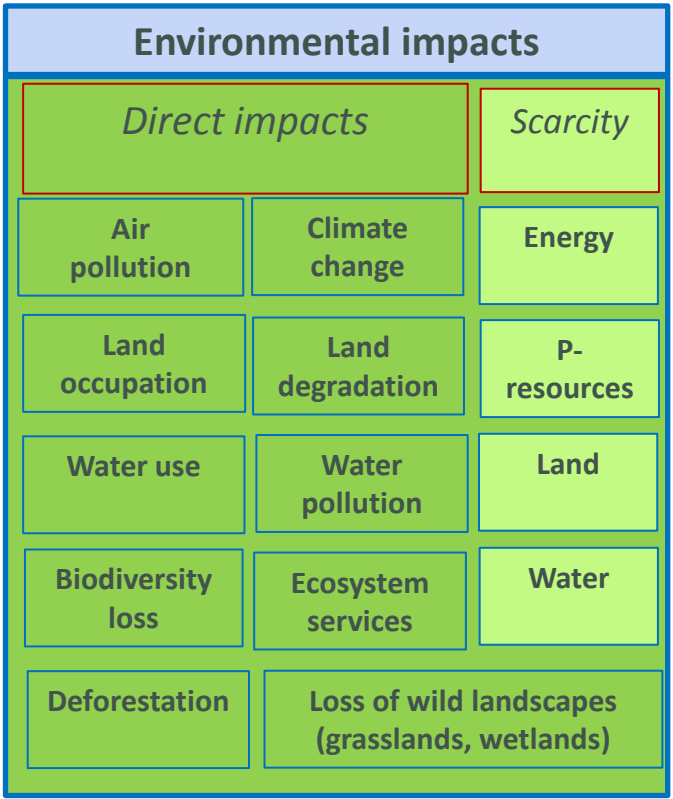 Environmental impacts
Direct impacts
Scarcity
Air
pollution
Climate
change
Energy
Land
occupation
Land
degradation
P-
resources
Water use
Water
pollution
Land
Biodiversity
loss
Ecosystem
services
Water
Deforestation
Loss of wild landscapes
(grasslands, wetlands)